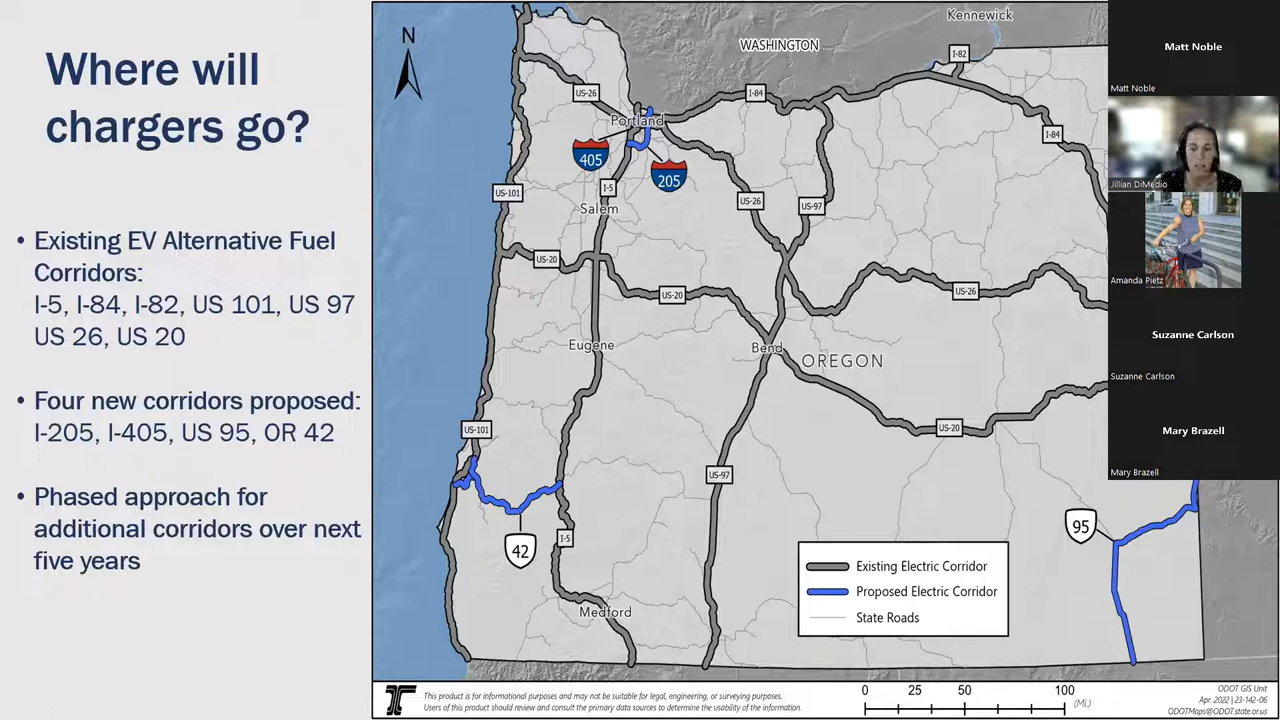 Where will
chargers go?
• Existing EV Alternative Fuel
Corridors:
I-5, I-84, I-82, US 101, US 97
US 26, US 20
• Four new corridors proposed:
I-205, I-405, US 95, OR 42
• Phased approach for
additional corridors over next
five years
N
Kennewick
WASHINGTON
I-82
US-26
I-84
Portland
I-84
405
205
US-101
I-5
US-26
US-97
Salem
US-20
US-20
US-26
Eugene
Bend
OREGON
US-101
US-20
US-97
95
42
I-5
Medford
Existing Electric Corridor
Proposed Electric Corridor
State Roads
This product is for informational purposes and may not be suitable for legal, engineering, or surveying purposes.
Users of this product should review and consult the primary data sources to determine the usability of the information.
0 25 50 100
(MI.)
ODOT GIS Unit
Apr. 2022 | 23-142-06
ODOTMaps@ODOT.state.or.us
Matt Noble
Matt Noble
Jillian DiMedio
Amanda Pietz
Suzanne Carlson
Suzanne Carlson
Mary Brazell
Mary Brazell